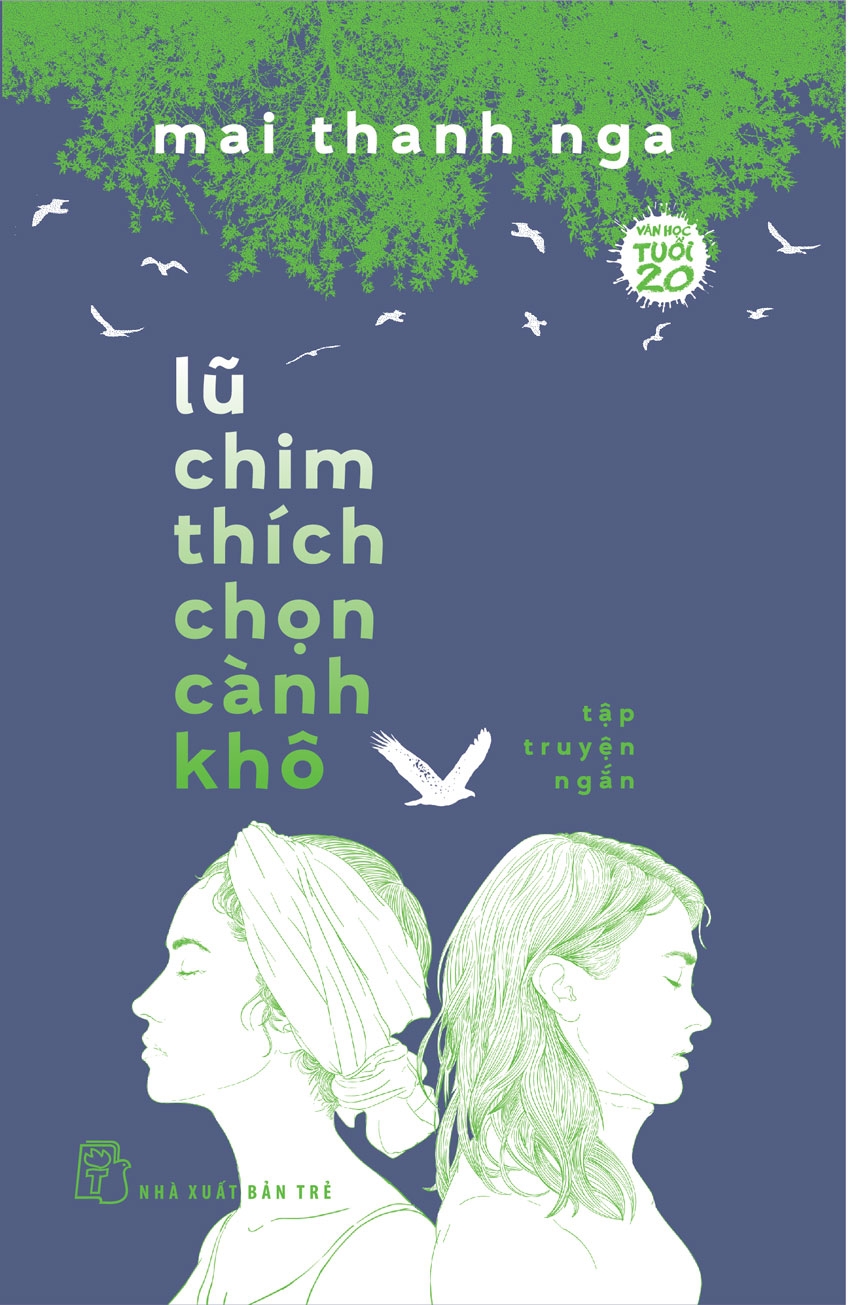 mai thanh nga
VĂN HỌC
TUỔI
20
lũ
chim
thích
chọn
cành
khô
tập
truyện
ngắn
T
NHÀ XUẤT BẢN TRẺ